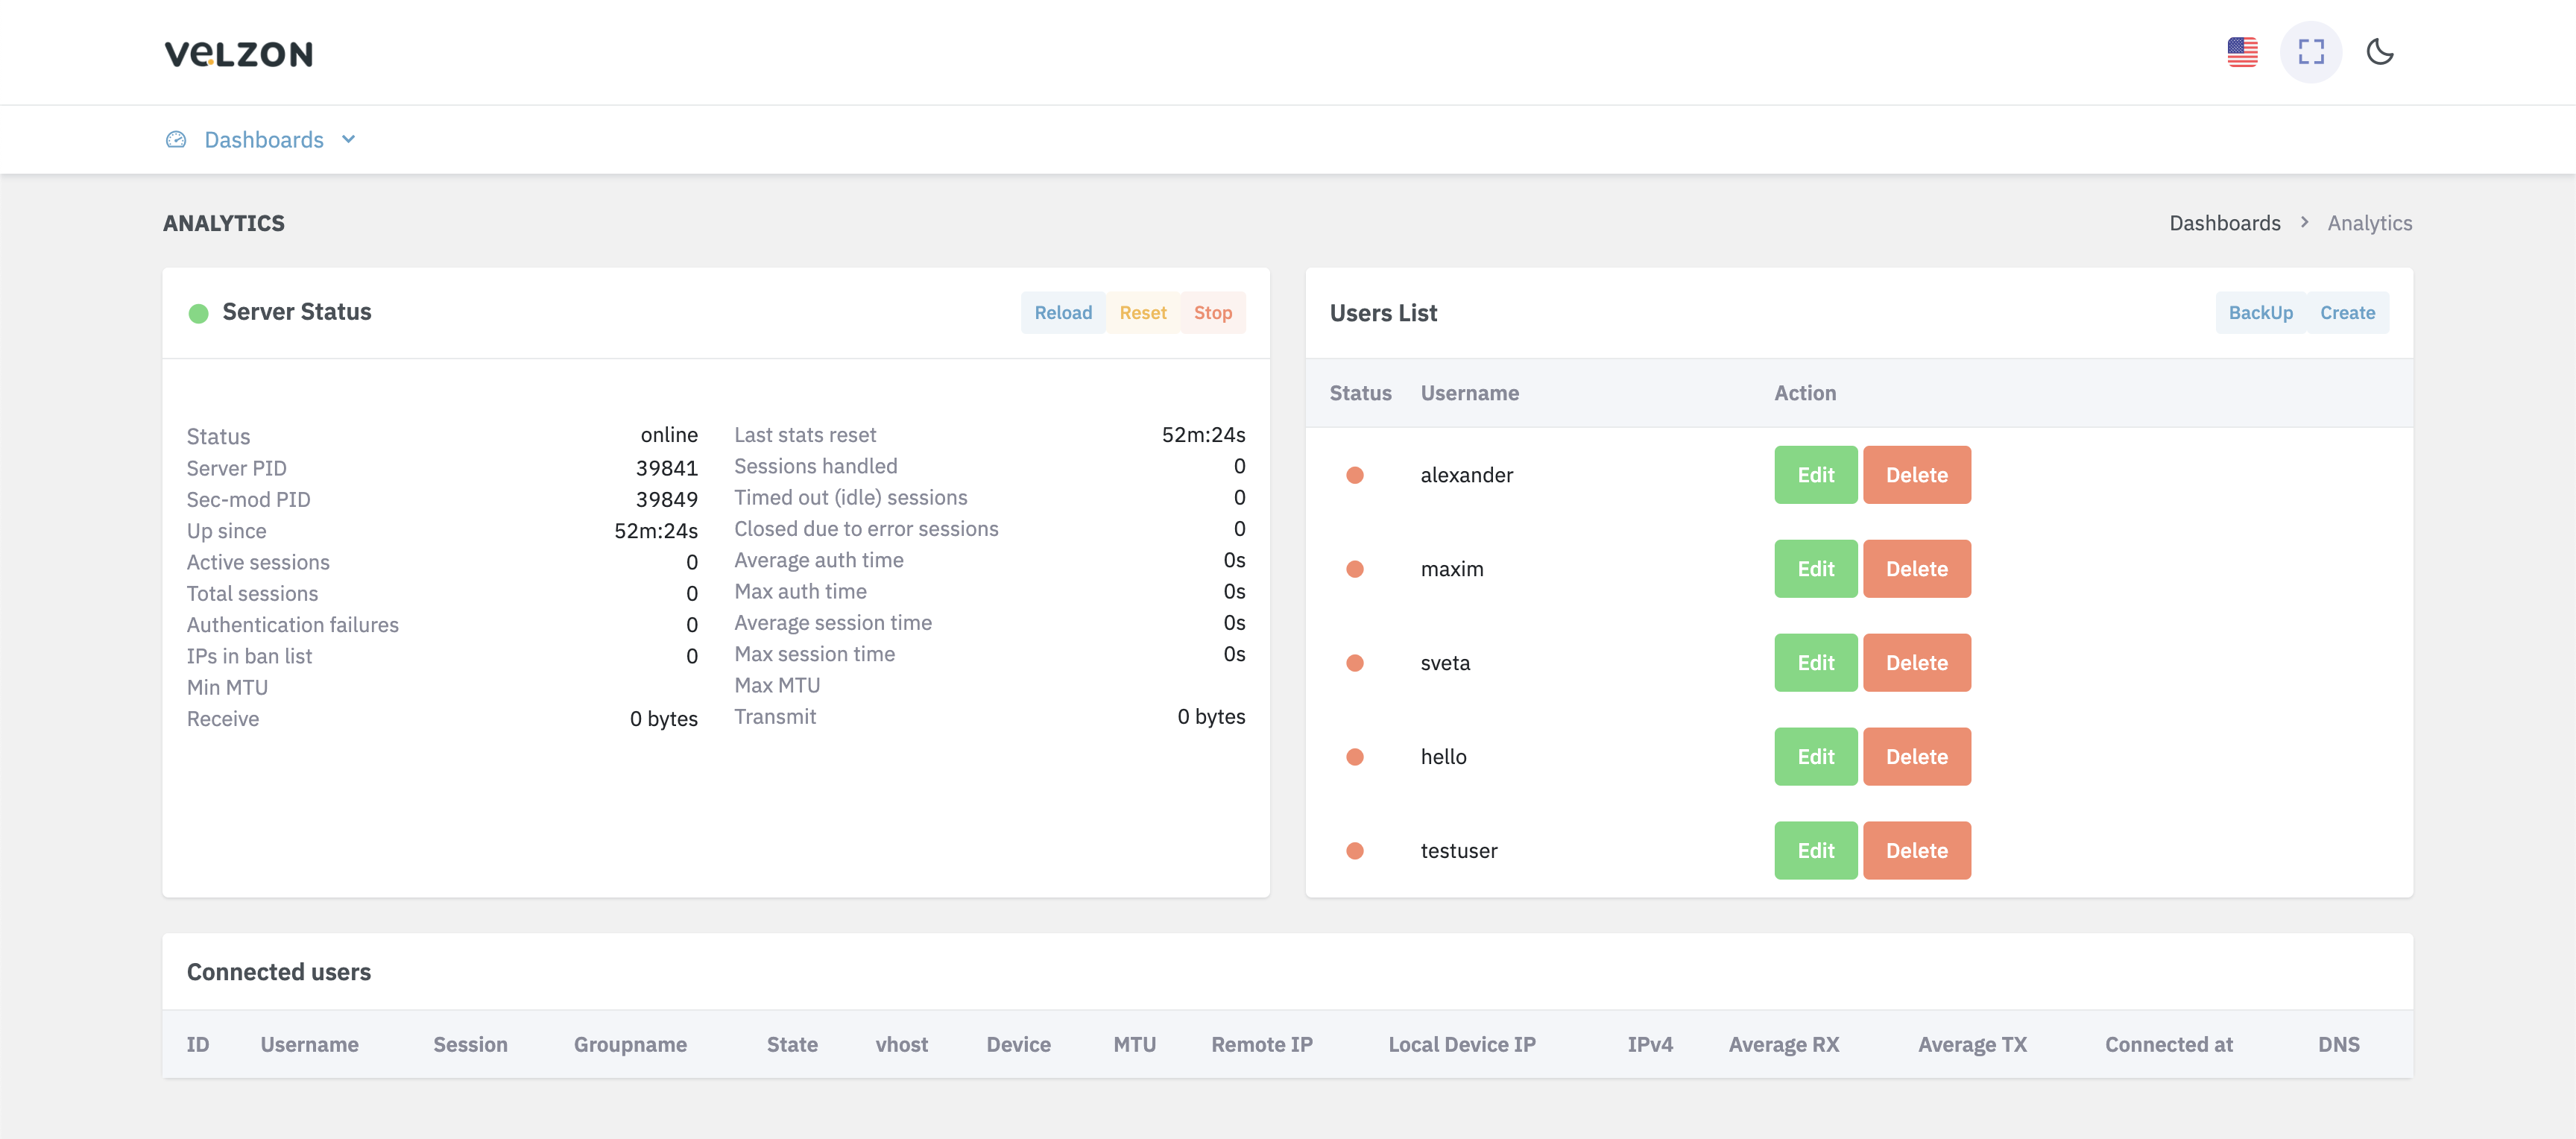 VELZON
Dashboards
ANALYTICS
Dashboards > Analytics
Server Status
Reload Reset Stop
Status online
Server PID 39841
Sec-mod PID 39849
Up since 52m:24s
Active sessions 0
Total sessions 0
Authentication failures 0
IPs in ban list 0
Min MTU
Receive 0 bytes
Last stats reset 52m:24s
Sessions handled 0
Timed out (idle) sessions 0
Closed due to error sessions 0
Average auth time 0s
Max auth time 0s
Average session time 0s
Max session time 0s
Max MTU
Transmit 0 bytes
Users List
BackUp Create
Status Username Action
alexander Edit Delete
maxim Edit Delete
sveta Edit Delete
hello Edit Delete
testuser Edit Delete
Connected users
ID Username Session Groupname State vhost Device MTU Remote IP Local Device IP IPv4 Average RX Average TX Connected at DNS